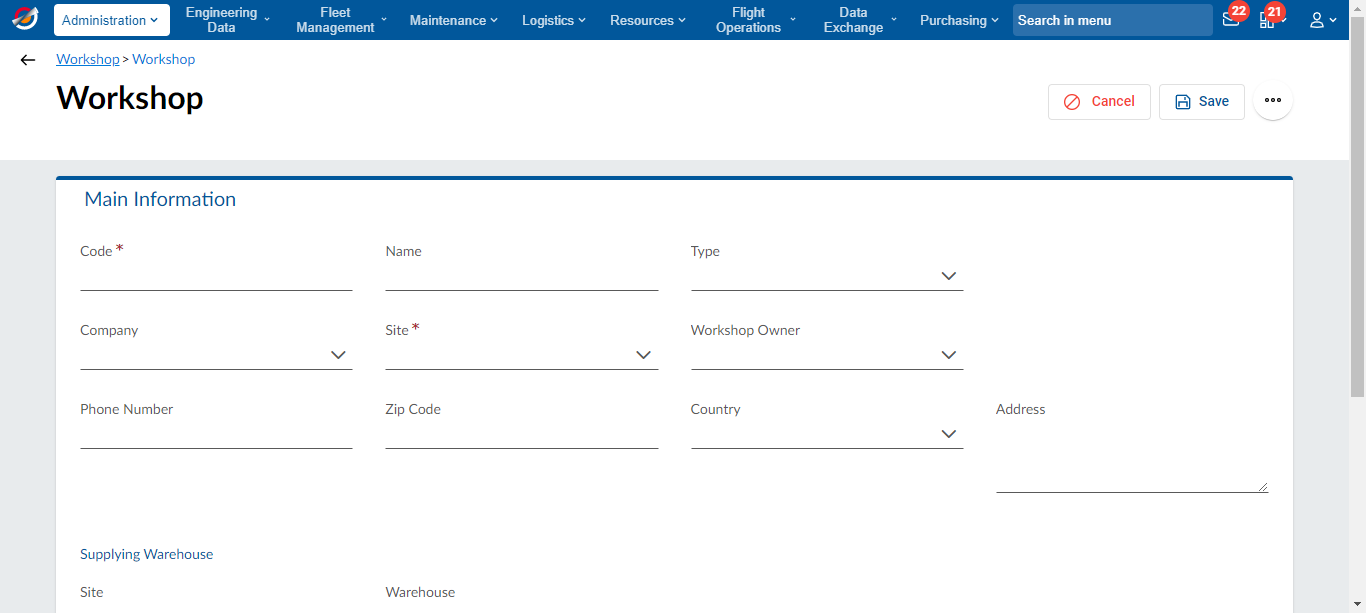 Administration
Engineering Data
Fleet Management
Maintenance
Logistics
Resources
Flight Operations
Data Exchange
Purchasing
Search in menu
22
21
Workshop > Workshop
Workshop
Cancel
Save
Main Information
Code *
Name
Type
Company
Site *
Workshop Owner
Phone Number
Zip Code
Country
Address
Supplying Warehouse
Site
Warehouse